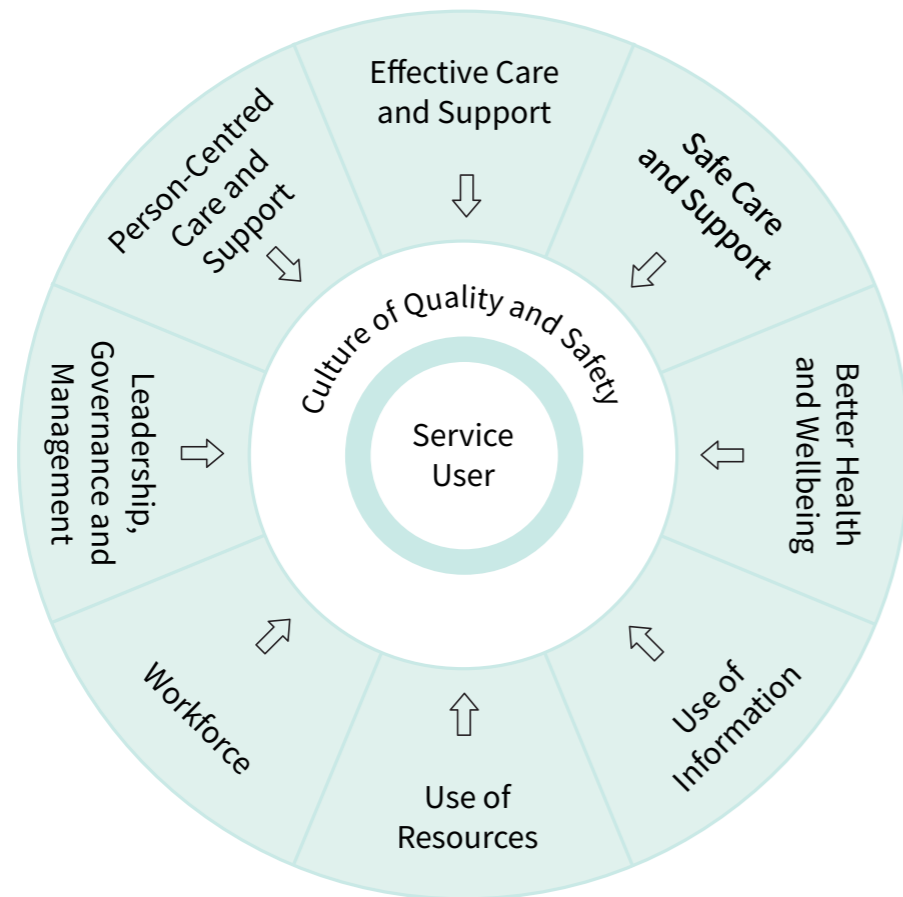 Effective Care
and Support
Safe Care
and Support
Better Health
and Wellbeing
Use of
Information
Use of
Resources
Workforce
Leadership,
Governance and
Management
Person-Centred
Care and
Support
Culture of Quality and Safety
Service
User